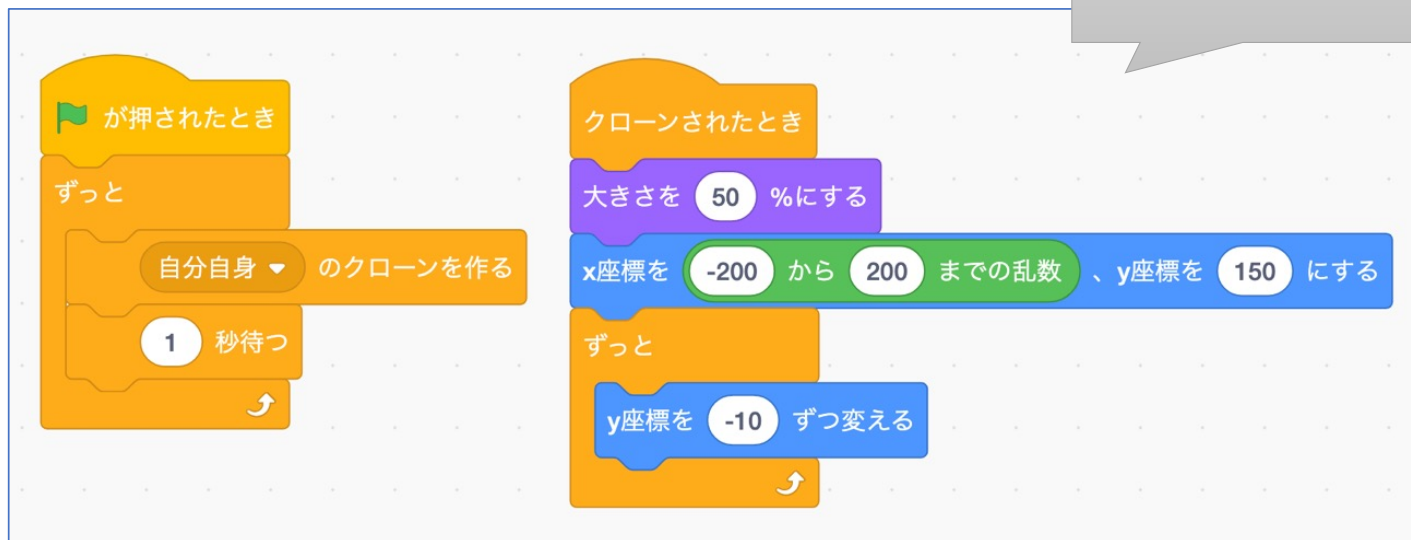 が押されたとき
ずっと
自分自身 のクローンを作る
1 秒待つ
クローンされたとき
大きさを 50 %にする
x座標を -200 から 200 までの乱数 、y座標を 150 にする
ずっと
y座標を -10 ずつ変える